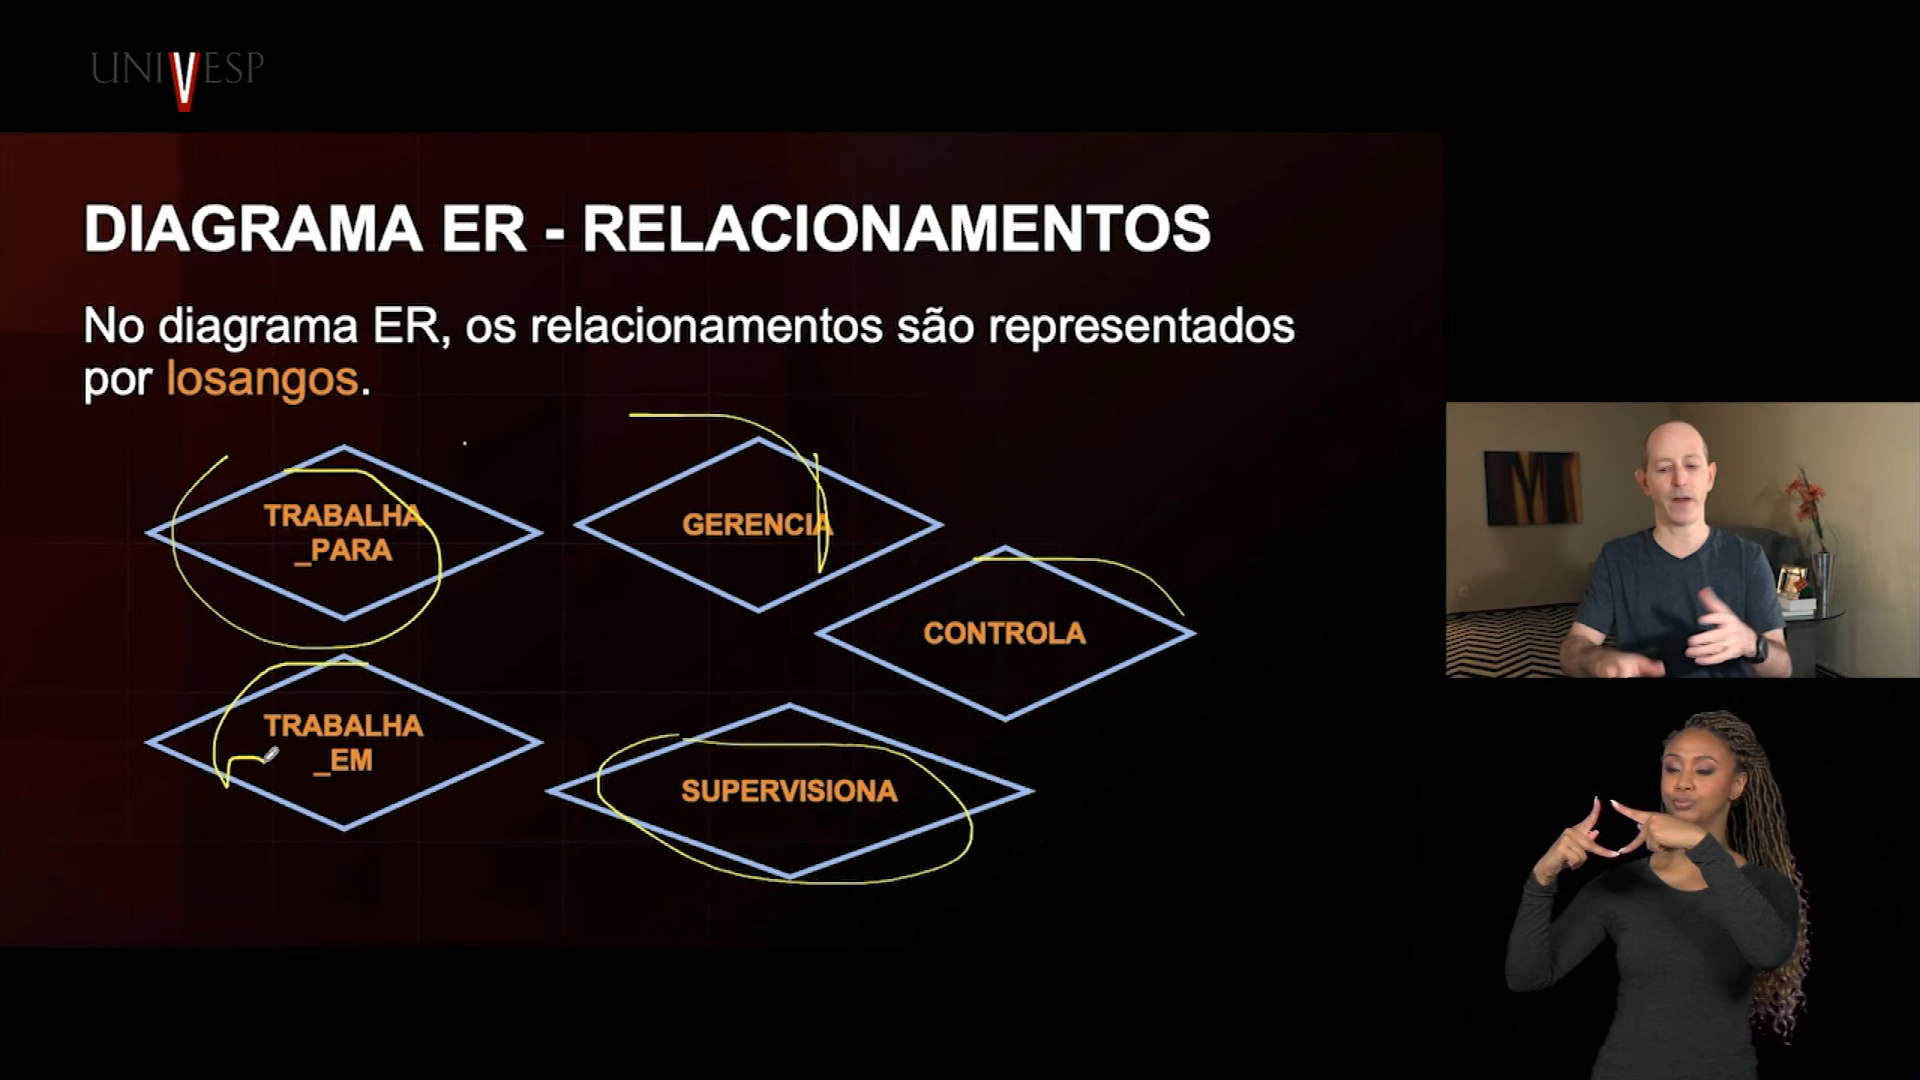 UNIVESP
DIAGRAMA ER - RELACIONAMENTOS
No diagrama ER, os relacionamentos são representados
por losangos.
TRABALHA
_PARA
GERENCIA
CONTROLA
TRABALHA
_EM
SUPERVISIONA